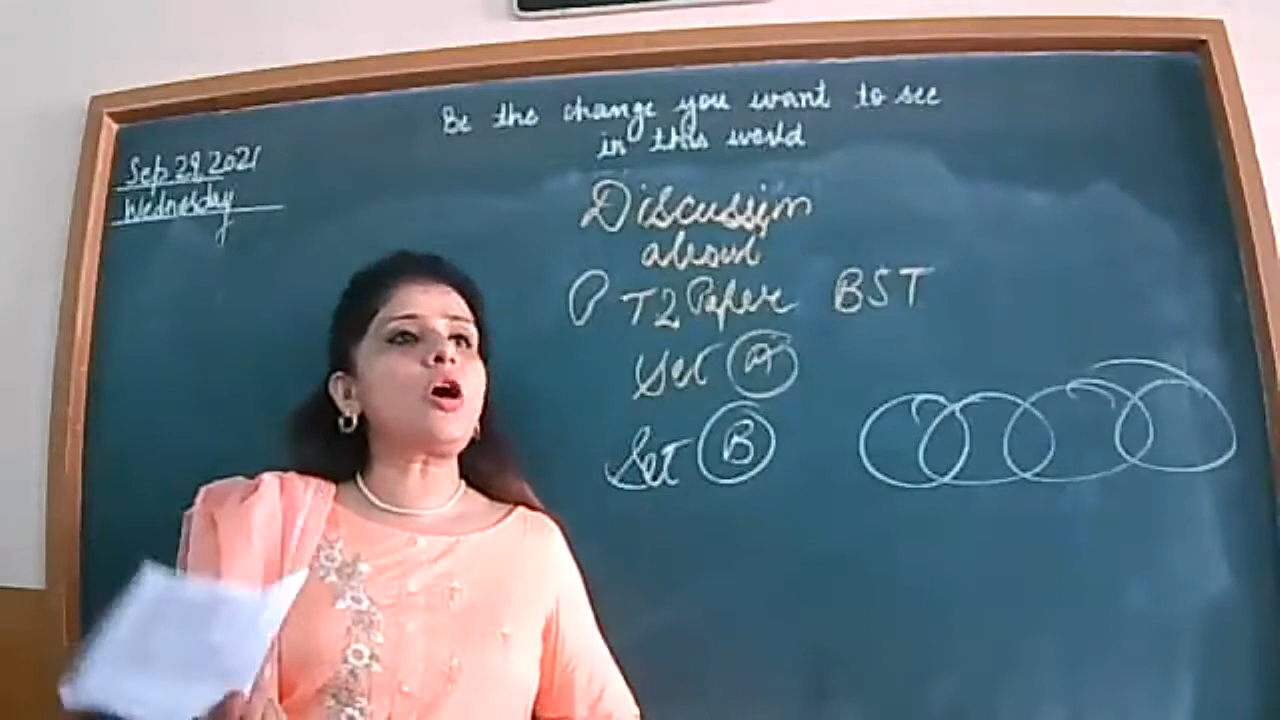 Be the change you want to see
in this world
Sep 29, 2021
Wednesday
Discussion
about
PT2 Paper BST
Set A
Set B